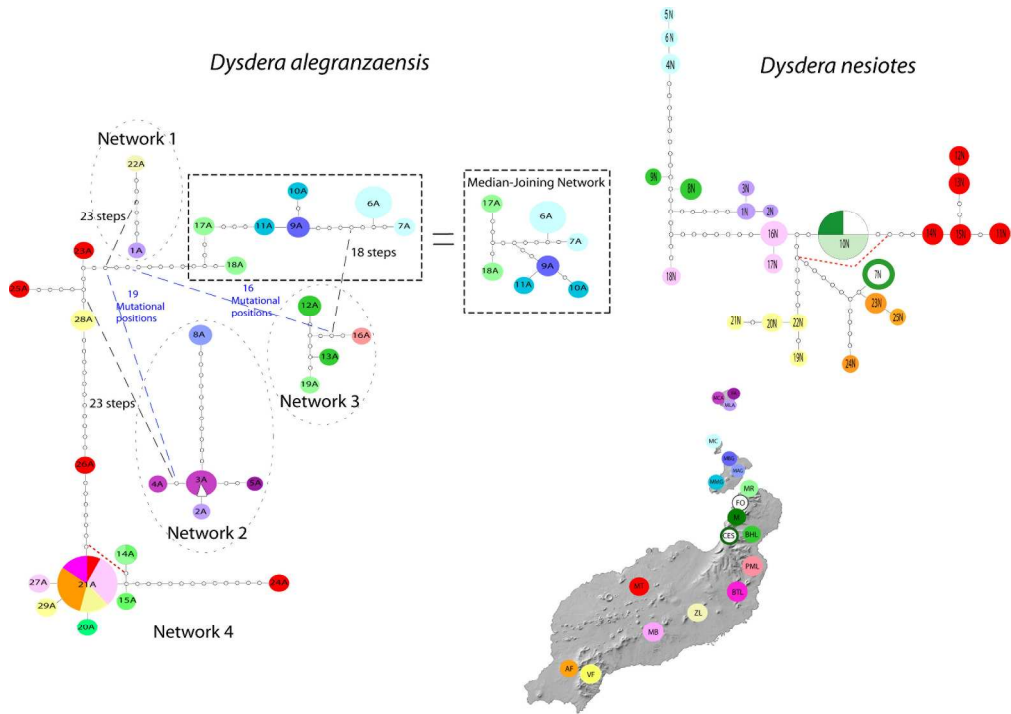 Dysdera alegranzaensis
Dysdera nesiotes
Network 1
22A
23 steps
1A
23A
25A
28A
19
Mutational
positions
16
Mutational
positions
17A
18A
11A
10A
9A
6A
7A
18 steps
=
Median-Joining Network
17A
18A
6A
7A
9A
11A
10A
12A
16A
13A
19A
Network 3
8A
23 steps
4A
3A
5A
2A
Network 2
26A
14A
15A
27A
21A
29A
20A
24A
Network 4
5N
6N
4N
9N
8N
3N
1N
2N
16N
17N
18N
10N
12N
13N
14N
15N
11N
7N
23N
25N
24N
21N
20N
22N
19N
MCA
MLA
MC
MAG
MMG
MR
FO
CES
BHL
PML
MT
BTL
ZL
MB
AF
VF